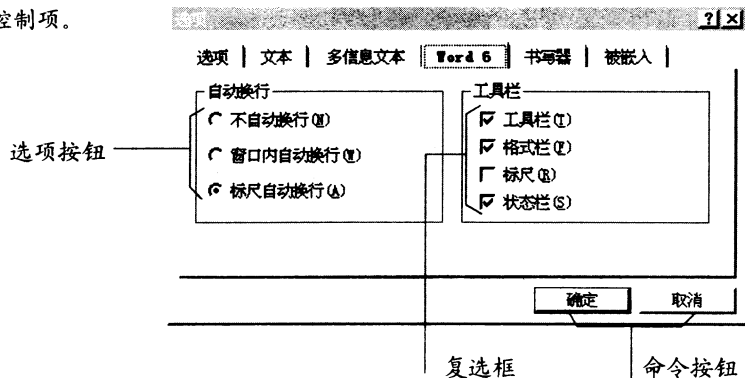 控制项。
选项 文本 多信息文本 Word 6 书写器 被嵌入
自动换行
不自动换行(N)
窗口内自动换行(W)
标尺自动换行(A)
工具栏
工具栏(T)
格式栏(F)
标尺(R)
状态栏(S)
选项按钮
确定 取消
复选框 命令按钮